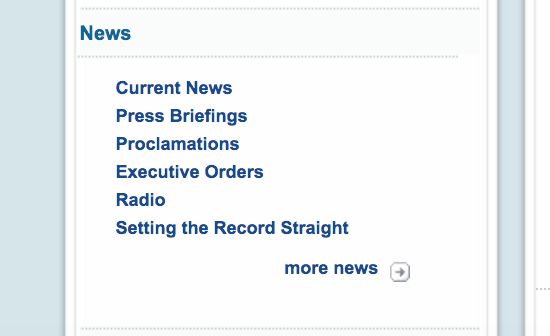 News
Current News
Press Briefings
Proclamations
Executive Orders
Radio
Setting the Record Straight
more news